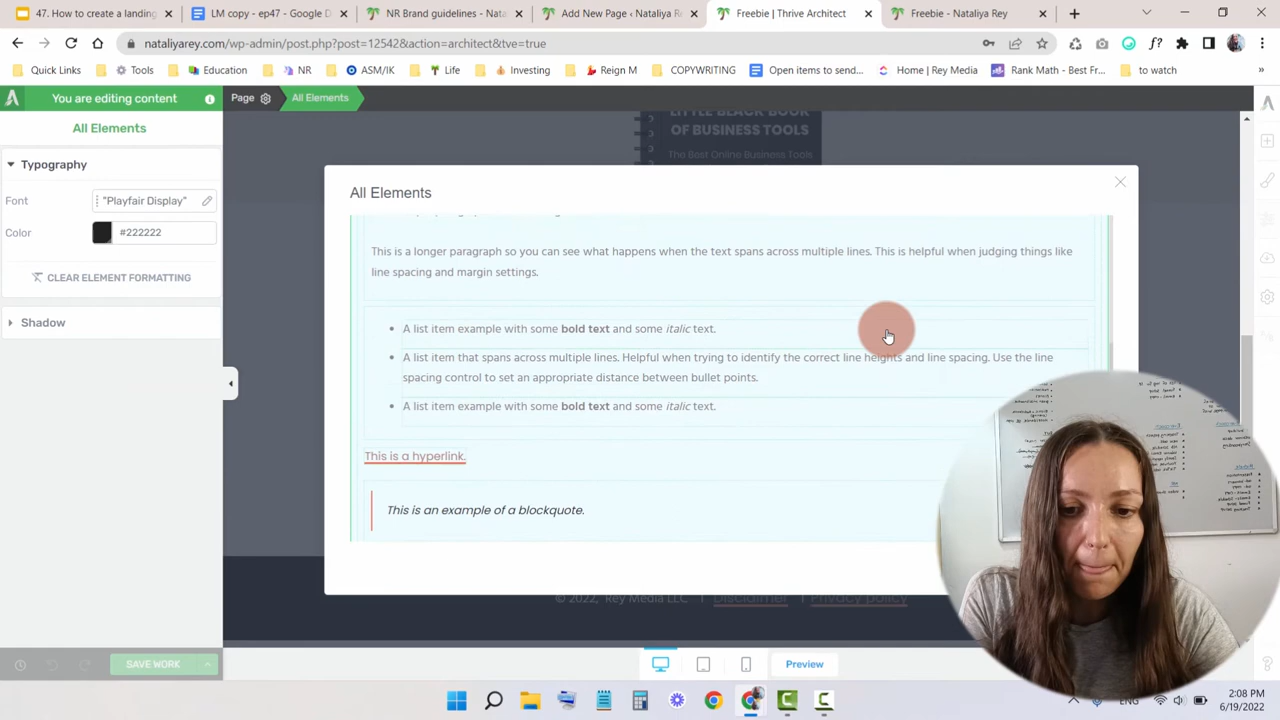 47. How to create a landing
LM copy - ep47 - Google D
NR Brand guidelines - Nata
Add New Page ‹ Nataliya R
Freebie | Thrive Architect
Freebie - Nataliya Rey
nataliyarey.com/wp-admin/post.php?post=12542&action=architect&tve=true
Quick Links
Tools
Education
NR
ASM/IK
Life
Investing
Reign M
COPYWRITING
Open items to send...
Home | Rey Media
Rank Math - Best Fr...
to watch
You are editing content
Page
All Elements
All Elements
Typography
Font
"Playfair Display"
Color
#222222
CLEAR ELEMENT FORMATTING
Shadow
SAVE WORK
LITTLE BLACK BOOK
OF BUSINESS TOOLS
The Best Online Business Tools
All Elements
This is a longer paragraph so you can see what happens when the text spans across multiple lines. This is helpful when judging things like
line spacing and margin settings.
A list item example with some bold text and some italic text.
A list item that spans across multiple lines. Helpful when trying to identify the correct line heights and line spacing. Use the line
spacing control to set an appropriate distance between bullet points.
A list item example with some bold text and some italic text.
This is a hyperlink.
This is an example of a blockquote.
© 2022, Rey Media LLC | Disclaimer | Privacy policy
Preview
ENG
2:08 PM
6/19/2022